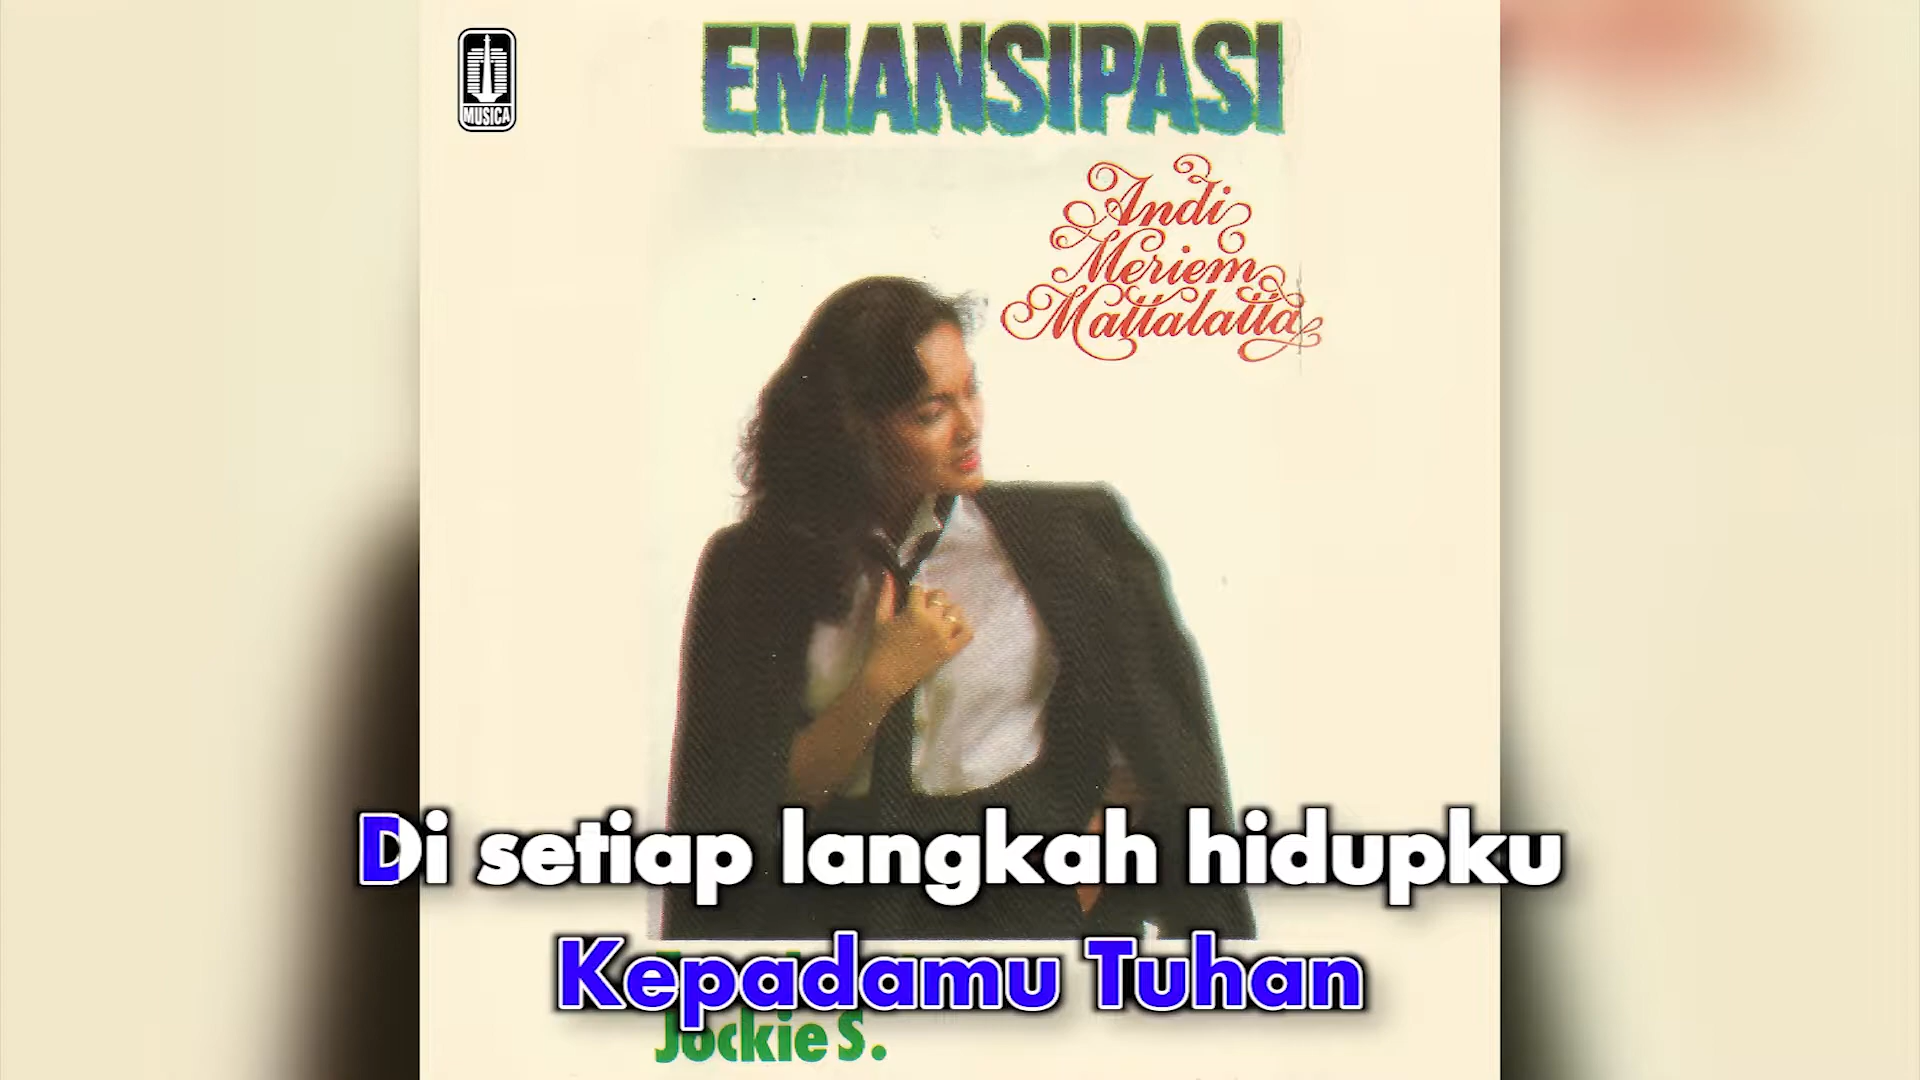 MUSICA
EMANSIPASI
Andi
Meriem
Mattalatta
Di setiap langkah hidupku
Kepadamu Tuhan
Jockie S.